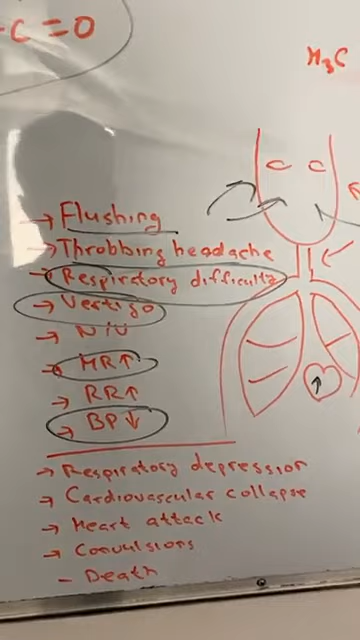 -C=O
H₃C
→ Flushing
→ Throbbing headache
→ Respiratory difficulty
→ Vertigo
→ N/V
→ HR↑
→ RR↑
→ BP↓
→ Respiratory depression
→ Cardiovascular collapse
→ Heart attack
→ Convulsions
- Death